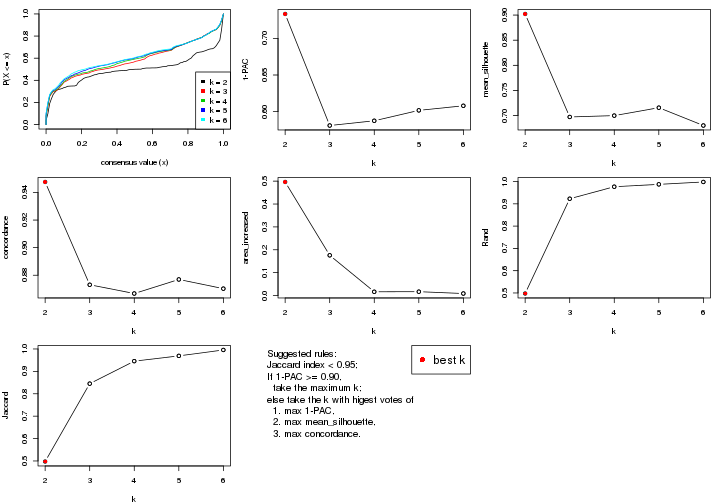 P(X <= x)
0.0 0.2 0.4 0.6 0.8 1.0
k = 2
k = 3
k = 4
k = 5
k = 6
0.0 0.2 0.4 0.6 0.8 1.0
consensus value (x)
1-PAC
0.60 0.65 0.70
2 3 4 5 6
k
mean_silhouette
0.70 0.75 0.80 0.85 0.90
2 3 4 5 6
k
concordance
0.88 0.90 0.92 0.94
2 3 4 5 6
k
area_increased
0.0 0.1 0.2 0.3 0.4 0.5
2 3 4 5 6
k
Rand
0.5 0.6 0.7 0.8 0.9 1.0
2 3 4 5 6
k
Jaccard
0.5 0.6 0.7 0.8 0.9 1.0
2 3 4 5 6
k
Suggested rules:
Jaccard index < 0.95;
If 1-PAC >= 0.90,
take the maximum k;
else take the k with higest votes of
1. max 1-PAC,
2. max mean_silhouette,
3. max concordance.
best k